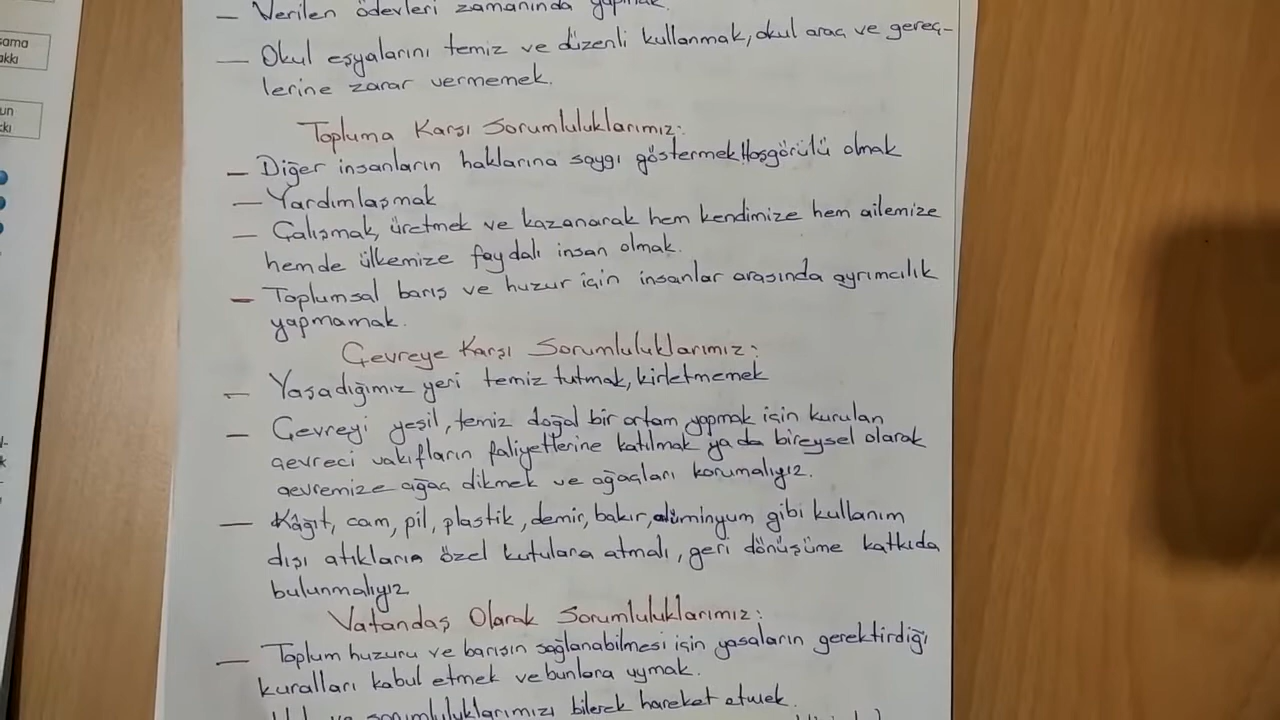 — Verilen ödevleri zamanında yapmak.
— Okul eşyalarını temiz ve düzenli kullanmak, okul araç ve gereç-
lerine zarar vermemek.
Topluma Karşı Sorumluluklarımız:
— Diğer insanların haklarına saygı göstermek Hoşgörülü olmak
— Yardımlaşmak
— Çalışmak, üretmek ve kazanarak hem kendimize hem ailemize
hemde ülkemize faydalı insan olmak.
— Toplumsal barış ve huzur için insanlar arasında ayrımcılık
yapmamak.
Çevreye Karşı Sorumluluklarımız:
— Yaşadığımız yeri temiz tutmak, kirletmemek
— Çevreyi yeşil, temiz doğal bir ortam yapmak için kurulan
çevreci vakıfların faliyetlerine katılmak ya da bireysel olarak
çevremize ağaç dikmek ve ağaçları korumalıyız.
— Kâğıt, cam, pil, plastik, demir, bakır, alüminyum gibi kullanım
dışı atıkların özel kutulara atmalı, geri dönüşüme katkıda
bulunmalıyız
Vatandaş Olarak Sorumluluklarımız:
— Toplum huzuru ve barışın sağlanabilmesi için yasaların gerektirdiği
kuralları kabul etmek ve bunlara uymak.
ve sorumluluklarımızı bilerek hareket etmek.